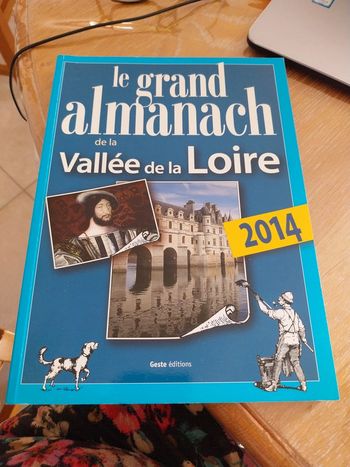 le grand
almanach
de la
Vallée de la Loire
2014
Geste éditions